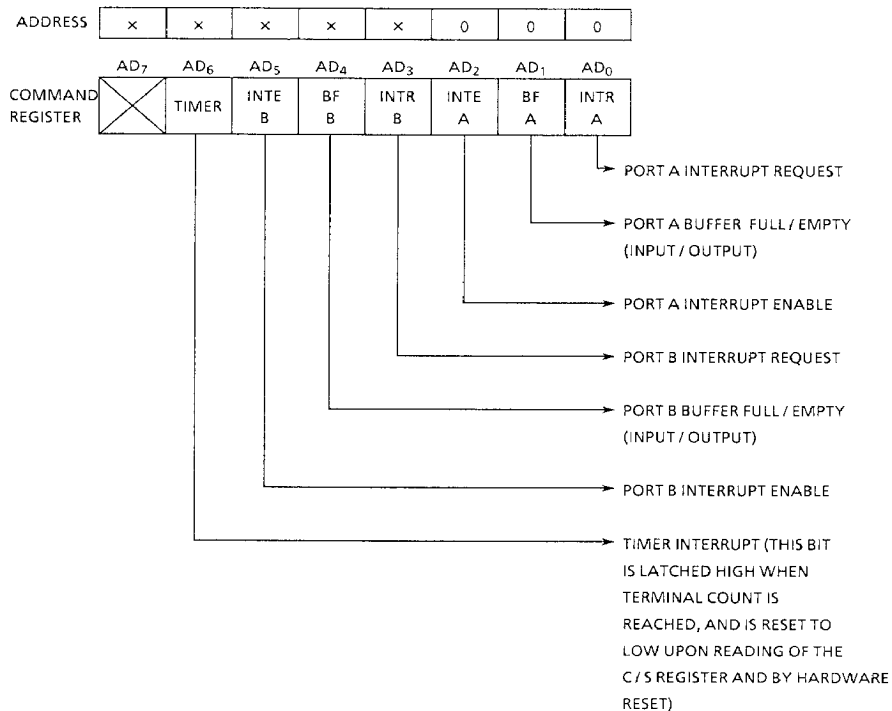 ADDRESS × × × × × 0 0 0
AD7 AD6 AD5 AD4 AD3 AD2 AD1 AD0
COMMAND REGISTER
TIMER
INTE B
BF B
INTR B
INTE A
BF A
INTR A
PORT A INTERRUPT REQUEST
PORT A BUFFER FULL / EMPTY
(INPUT / OUTPUT)
PORT A INTERRUPT ENABLE
PORT B INTERRUPT REQUEST
PORT B BUFFER FULL / EMPTY
(INPUT / OUTPUT)
PORT B INTERRUPT ENABLE
TIMER INTERRUPT (THIS BIT
IS LATCHED HIGH WHEN
TERMINAL COUNT IS
REACHED, AND IS RESET TO
LOW UPON READING OF THE
C / S REGISTER AND BY HARDWARE
RESET)